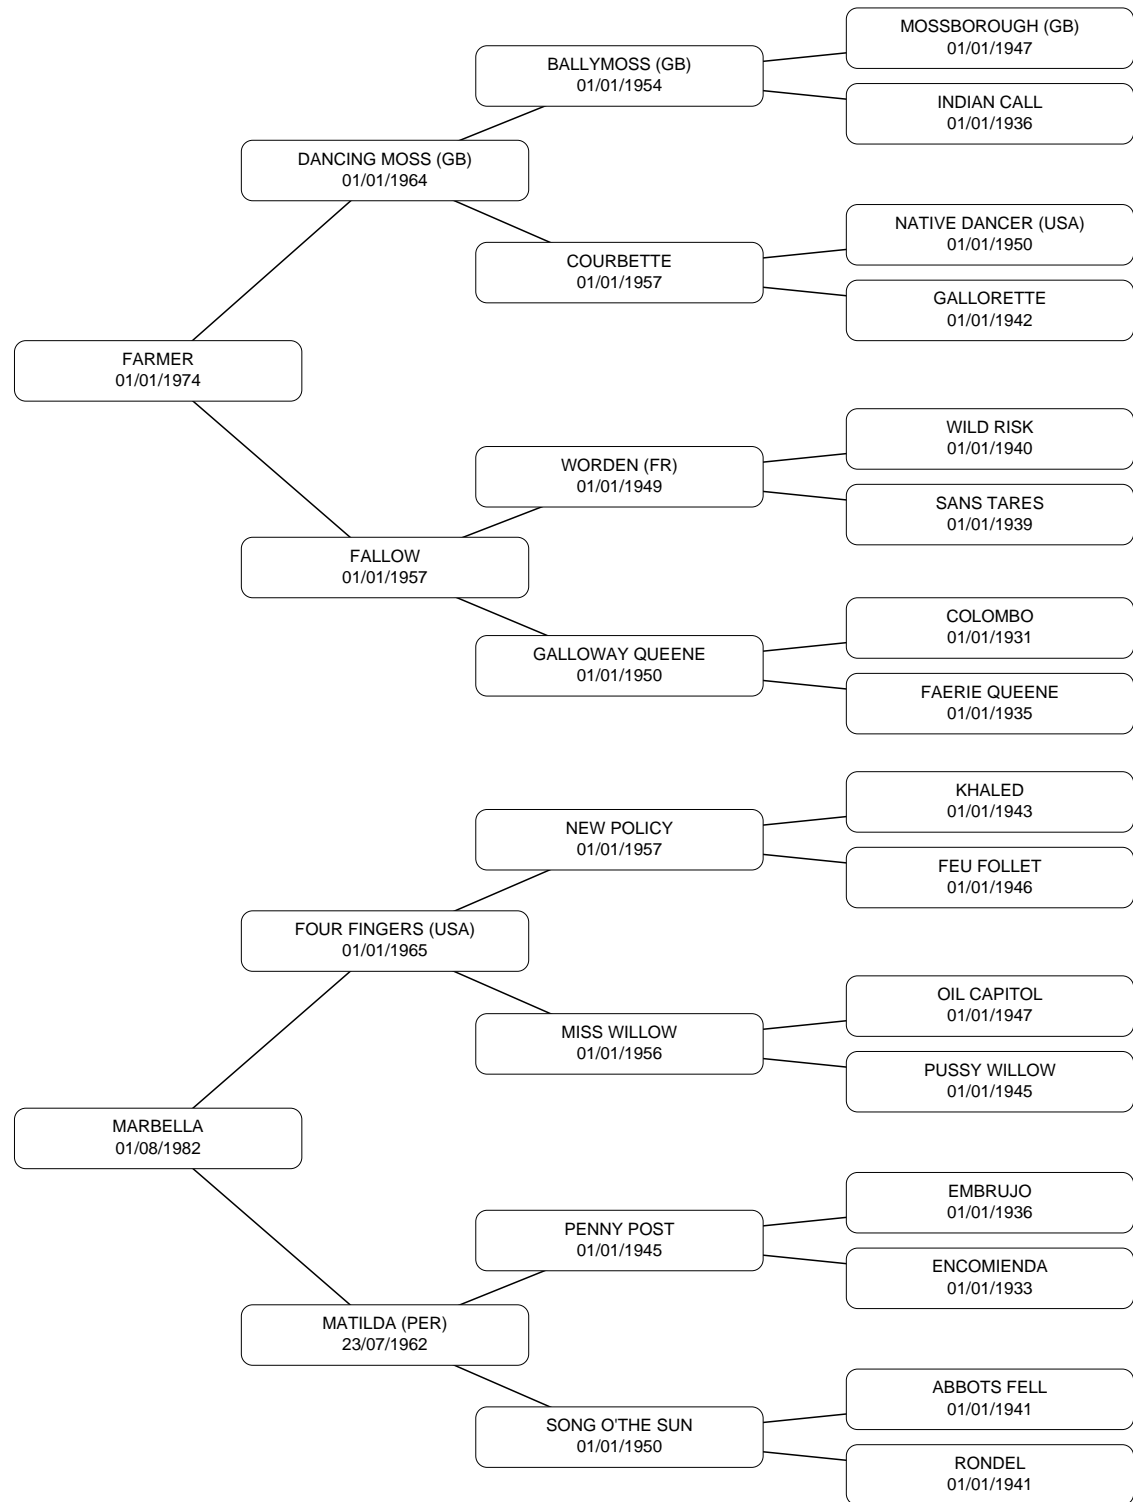 MOSSBOROUGH (GB)
01/01/1947
BALLYMOSS (GB)
01/01/1954
INDIAN CALL
01/01/1936
DANCING MOSS (GB)
01/01/1964
NATIVE DANCER (USA)
01/01/1950
COURBETTE
01/01/1957
GALLORETTE
01/01/1942
FARMER
01/01/1974
WILD RISK
01/01/1940
WORDEN (FR)
01/01/1949
SANS TARES
01/01/1939
FALLOW
01/01/1957
COLOMBO
01/01/1931
GALLOWAY QUEENE
01/01/1950
FAERIE QUEENE
01/01/1935
KHALED
01/01/1943
NEW POLICY
01/01/1957
FEU FOLLET
01/01/1946
FOUR FINGERS (USA)
01/01/1965
OIL CAPITOL
01/01/1947
MISS WILLOW
01/01/1956
PUSSY WILLOW
01/01/1945
MARBELLA
01/08/1982
EMBRUJO
01/01/1936
PENNY POST
01/01/1945
ENCOMIENDA
01/01/1933
MATILDA (PER)
23/07/1962
ABBOTS FELL
01/01/1941
SONG O'THE SUN
01/01/1950
RONDEL
01/01/1941